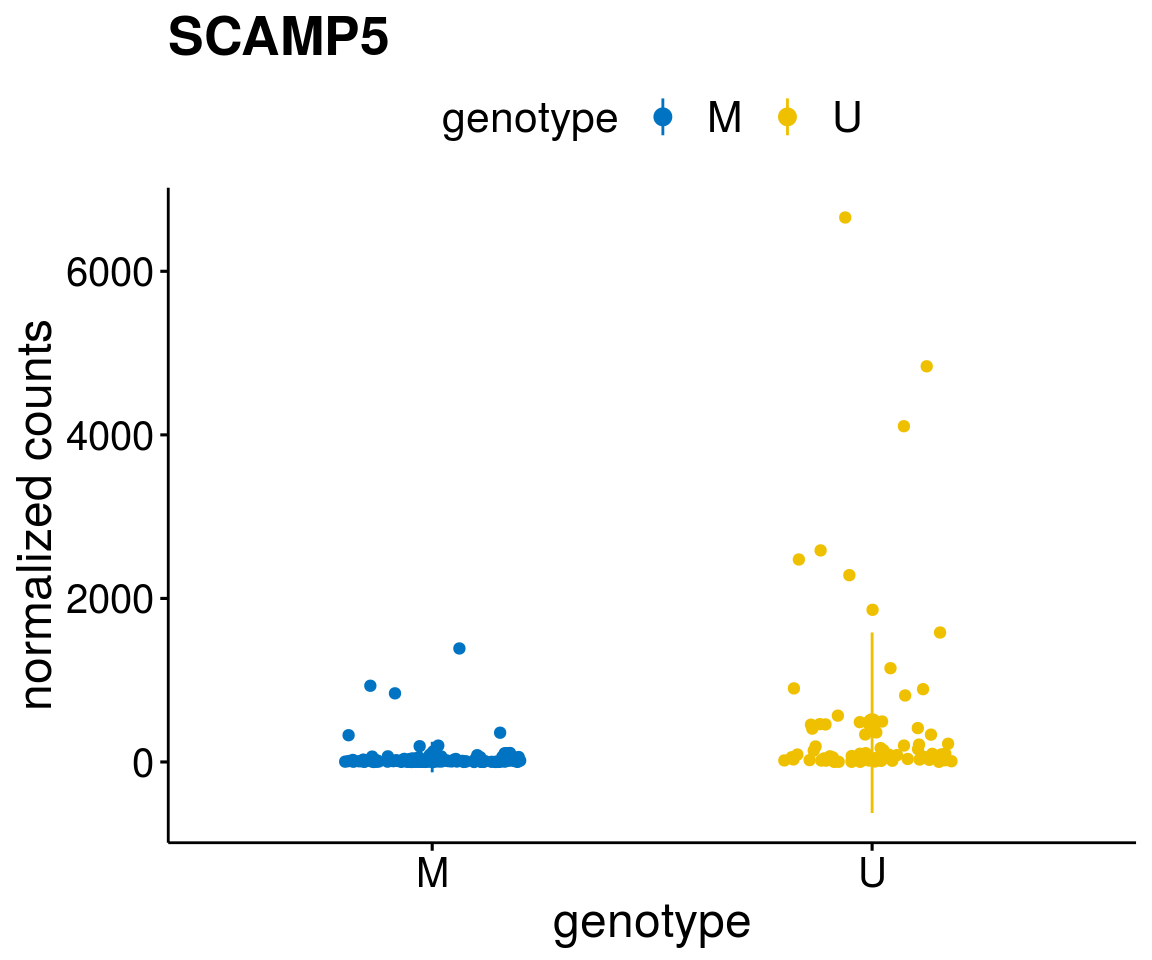 SCAMP5
genotype M U
6000
4000
2000
0
normalized counts
M U
genotype